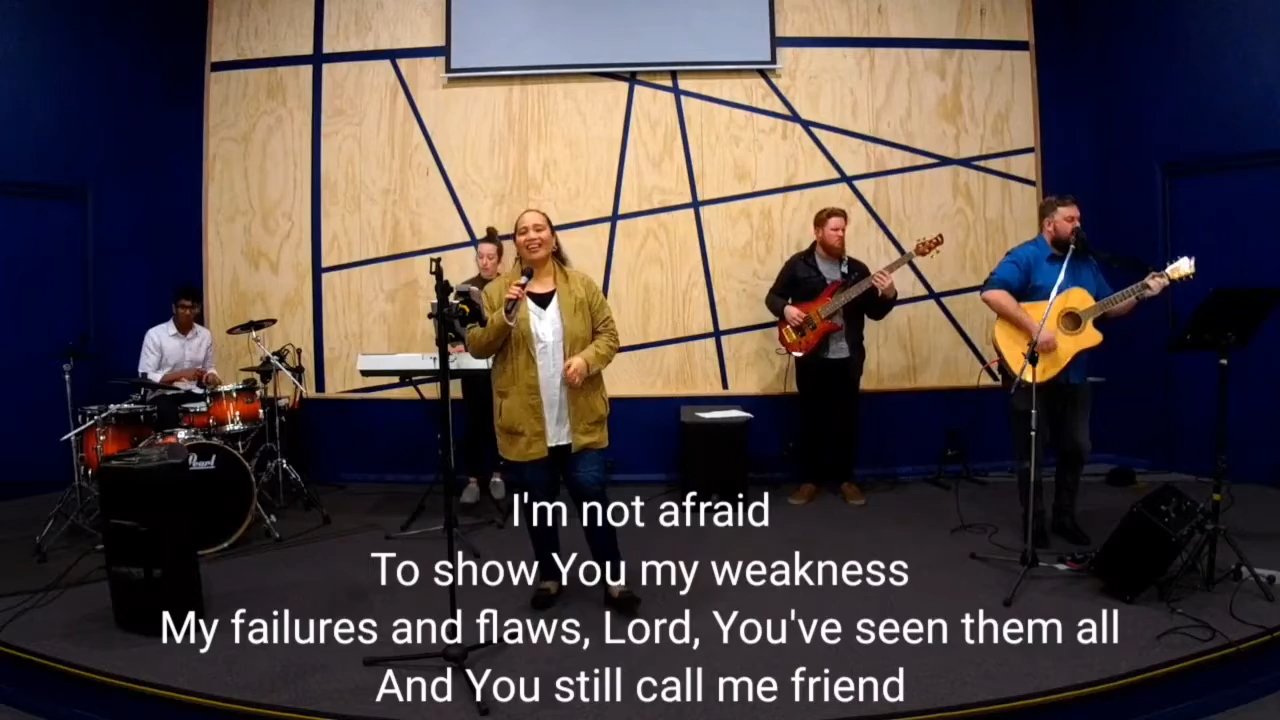 Pearl
I'm not afraid
To show You my weakness
My failures and flaws, Lord, You've seen them all
And You still call me friend